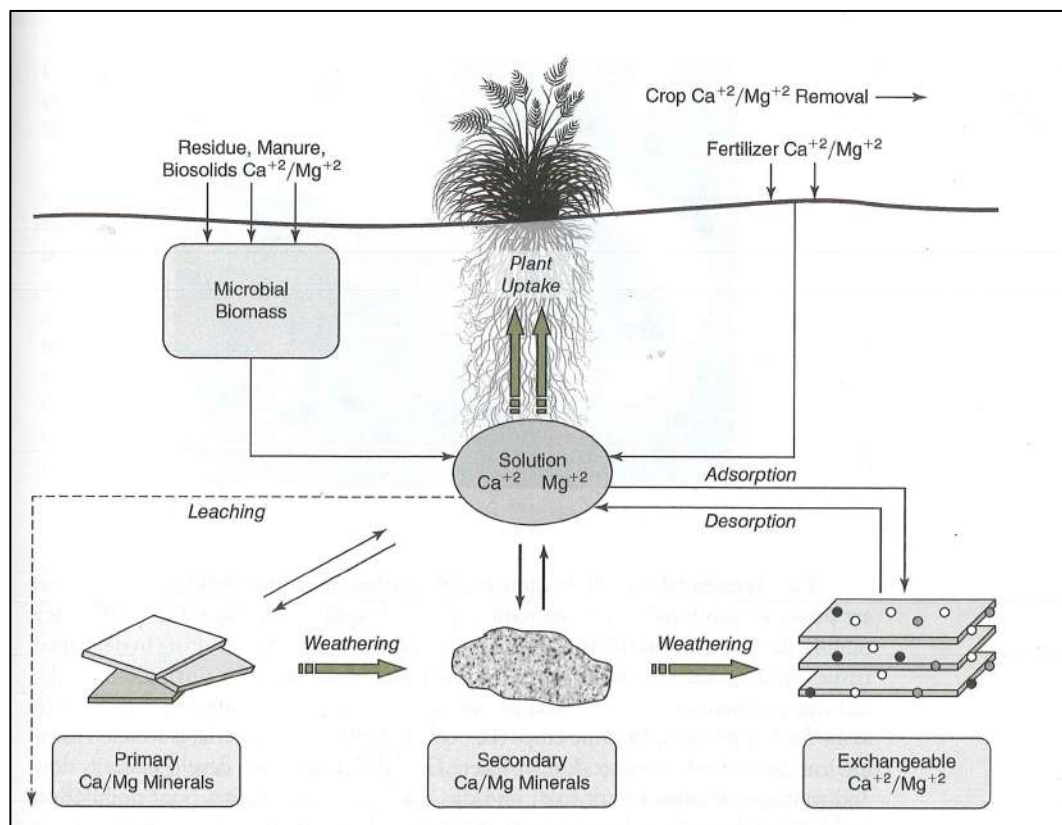 Crop Ca⁺²/Mg⁺² Removal
Residue, Manure,
Biosolids Ca⁺²/Mg⁺²
Fertilizer Ca⁺²/Mg⁺²
Plant
Uptake
Microbial
Biomass
Solution
Ca⁺² Mg⁺²
Adsorption
Leaching
Desorption
Weathering
Weathering
Primary
Ca/Mg Minerals
Secondary
Ca/Mg Minerals
Exchangeable
Ca⁺²/Mg⁺²